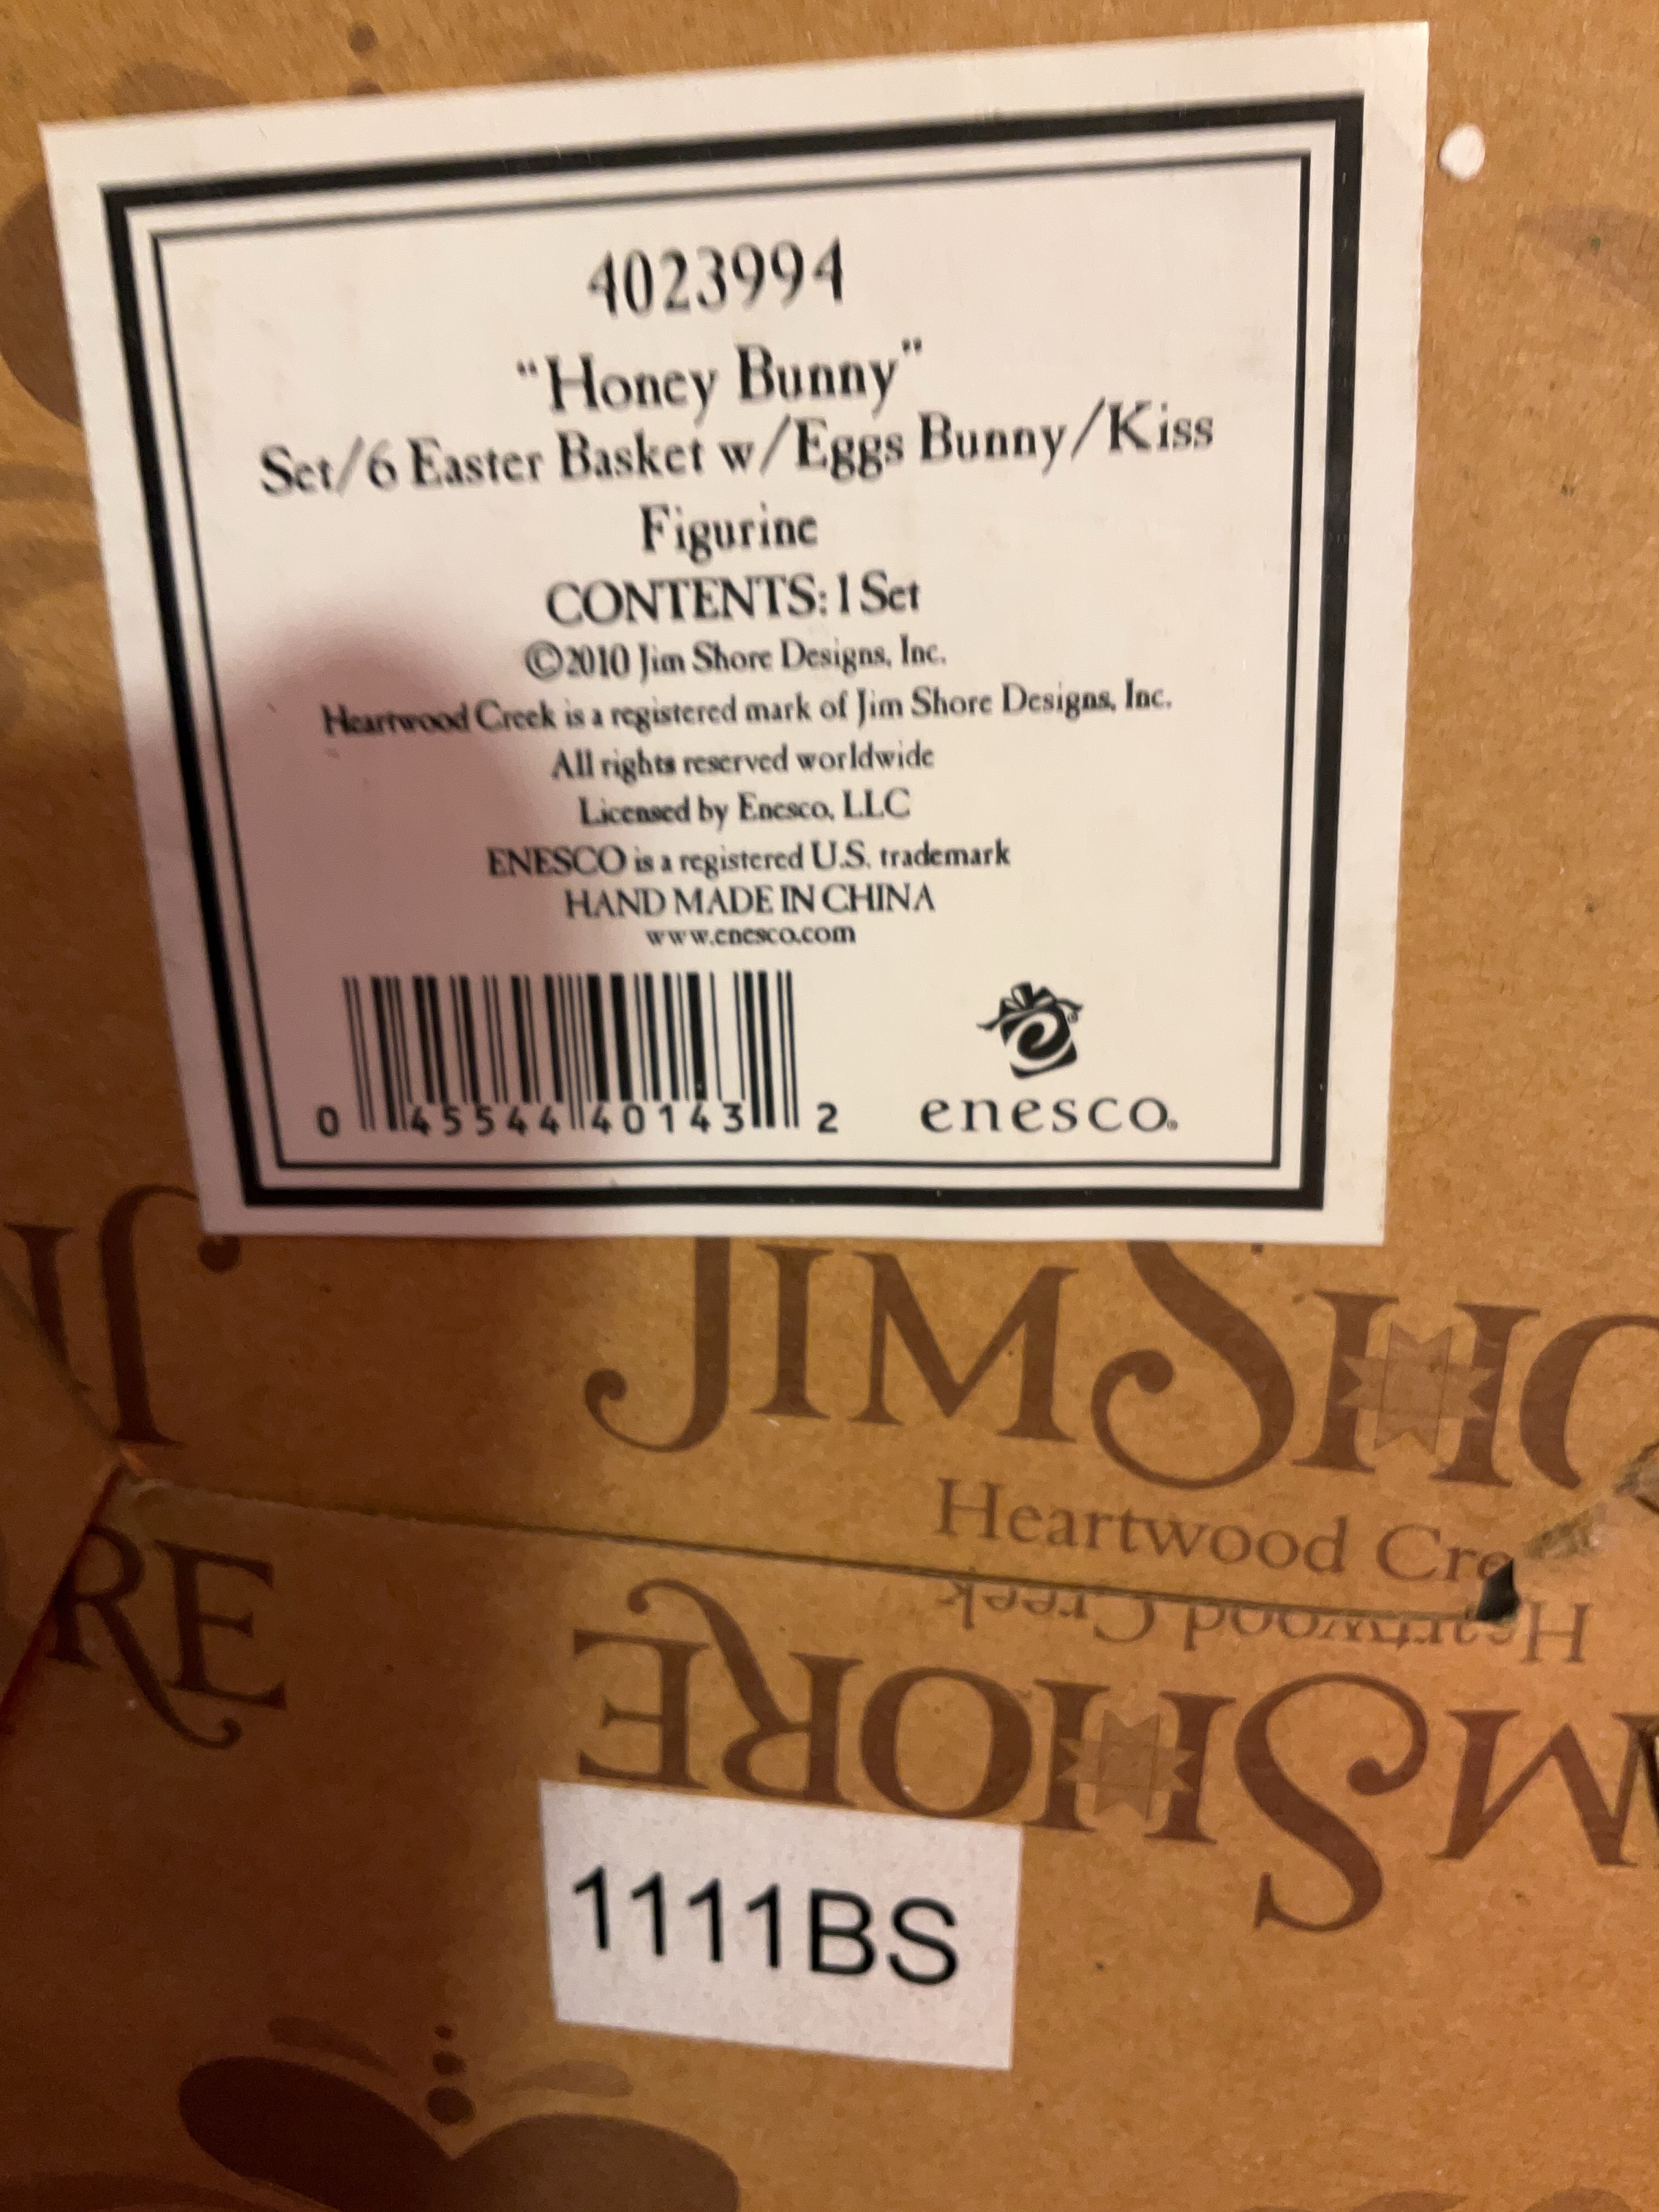 4023994
"Honey Bunny"
Set/6 Easter Basket w/Eggs Bunny/Kiss
Figurine
CONTENTS: 1 Set
©2010 Jim Shore Designs, Inc.
Heartwood Creek is a registered mark of Jim Shore Designs, Inc.
All rights reserved worldwide
Licensed by Enesco, LLC
ENESCO is a registered U.S. trademark
HAND MADE IN CHINA
www.enesco.com
0 45544 40143 2
enesco®
JIM SHO
Heartwood Cre
Heartwood Creek
RE
M SHORE
1111BS